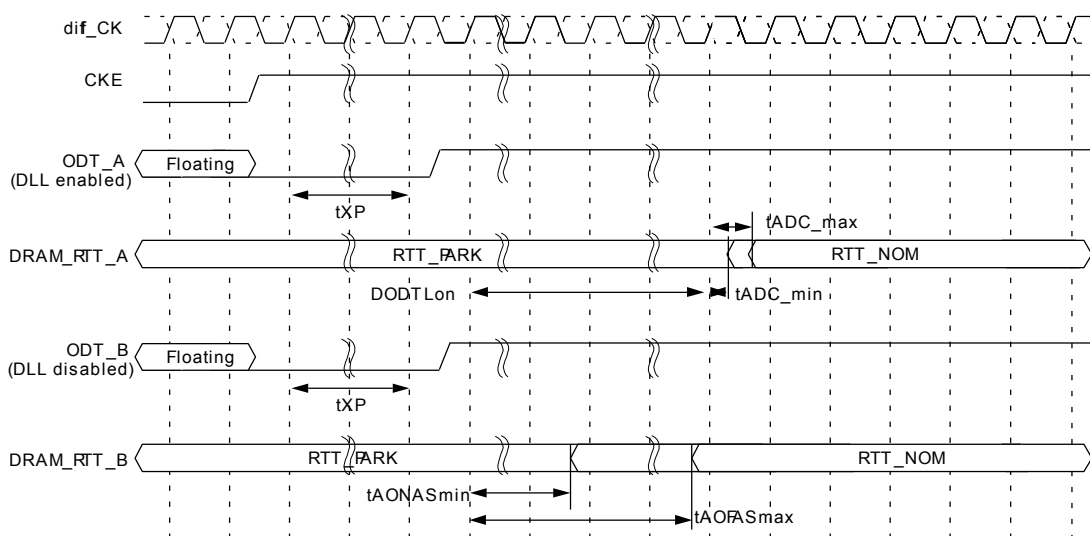 dif_CK
CKE
ODT_A
(DLL enabled)
Floating
tXP
tADC_max
DRAM_RTT_A
RTT_PARK
RTT_NOM
DODTLon
tADC_min
ODT_B
(DLL disabled)
Floating
tXP
DRAM_RTT_B
RTT_PARK
RTT_NOM
tAONASmin
tAOFASmax